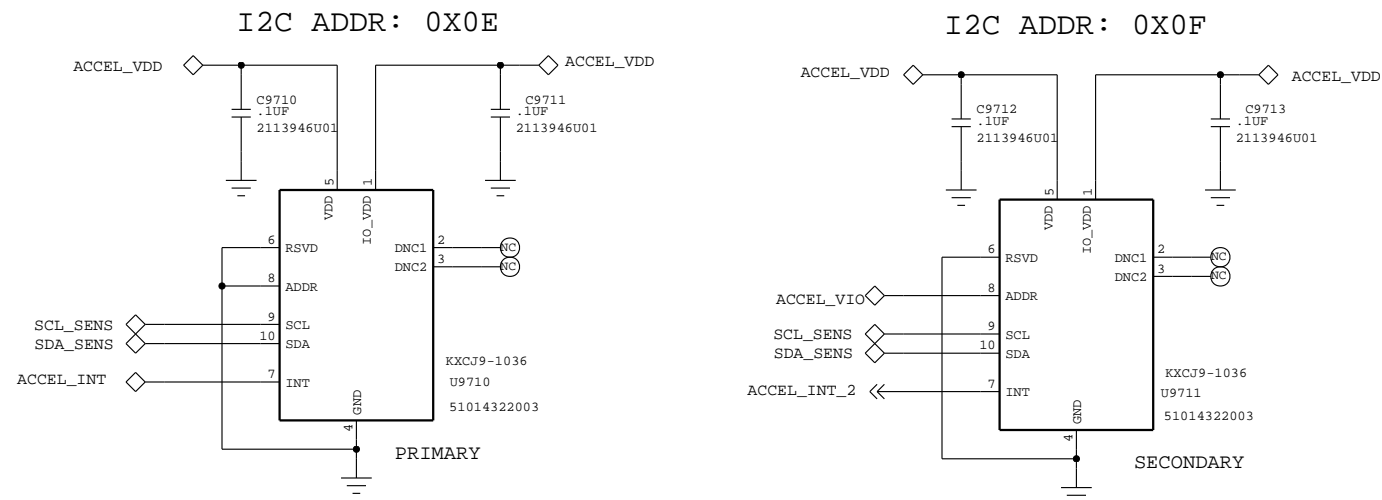 I2C ADDR: 0X0E
ACCEL_VDD
ACCEL_VDD
C9710
.1UF
2113946U01
C9711
.1UF
2113946U01
5
1
VDD
IO_VDD
6
RSVD
DNC1
2
NC
DNC2
3
NC
8
ADDR
SCL_SENS
9
SCL
SDA_SENS
10
SDA
ACCEL_INT
7
INT
KXCJ9-1036
U9710
51014322003
GND
4
PRIMARY
I2C ADDR: 0X0F
ACCEL_VDD
ACCEL_VDD
C9712
.1UF
2113946U01
C9713
.1UF
2113946U01
5
1
VDD
IO_VDD
6
RSVD
DNC1
2
NC
DNC2
3
NC
ACCEL_VIO
8
ADDR
SCL_SENS
9
SCL
SDA_SENS
10
SDA
ACCEL_INT_2
7
INT
KXCJ9-1036
U9711
51014322003
GND
4
SECONDARY